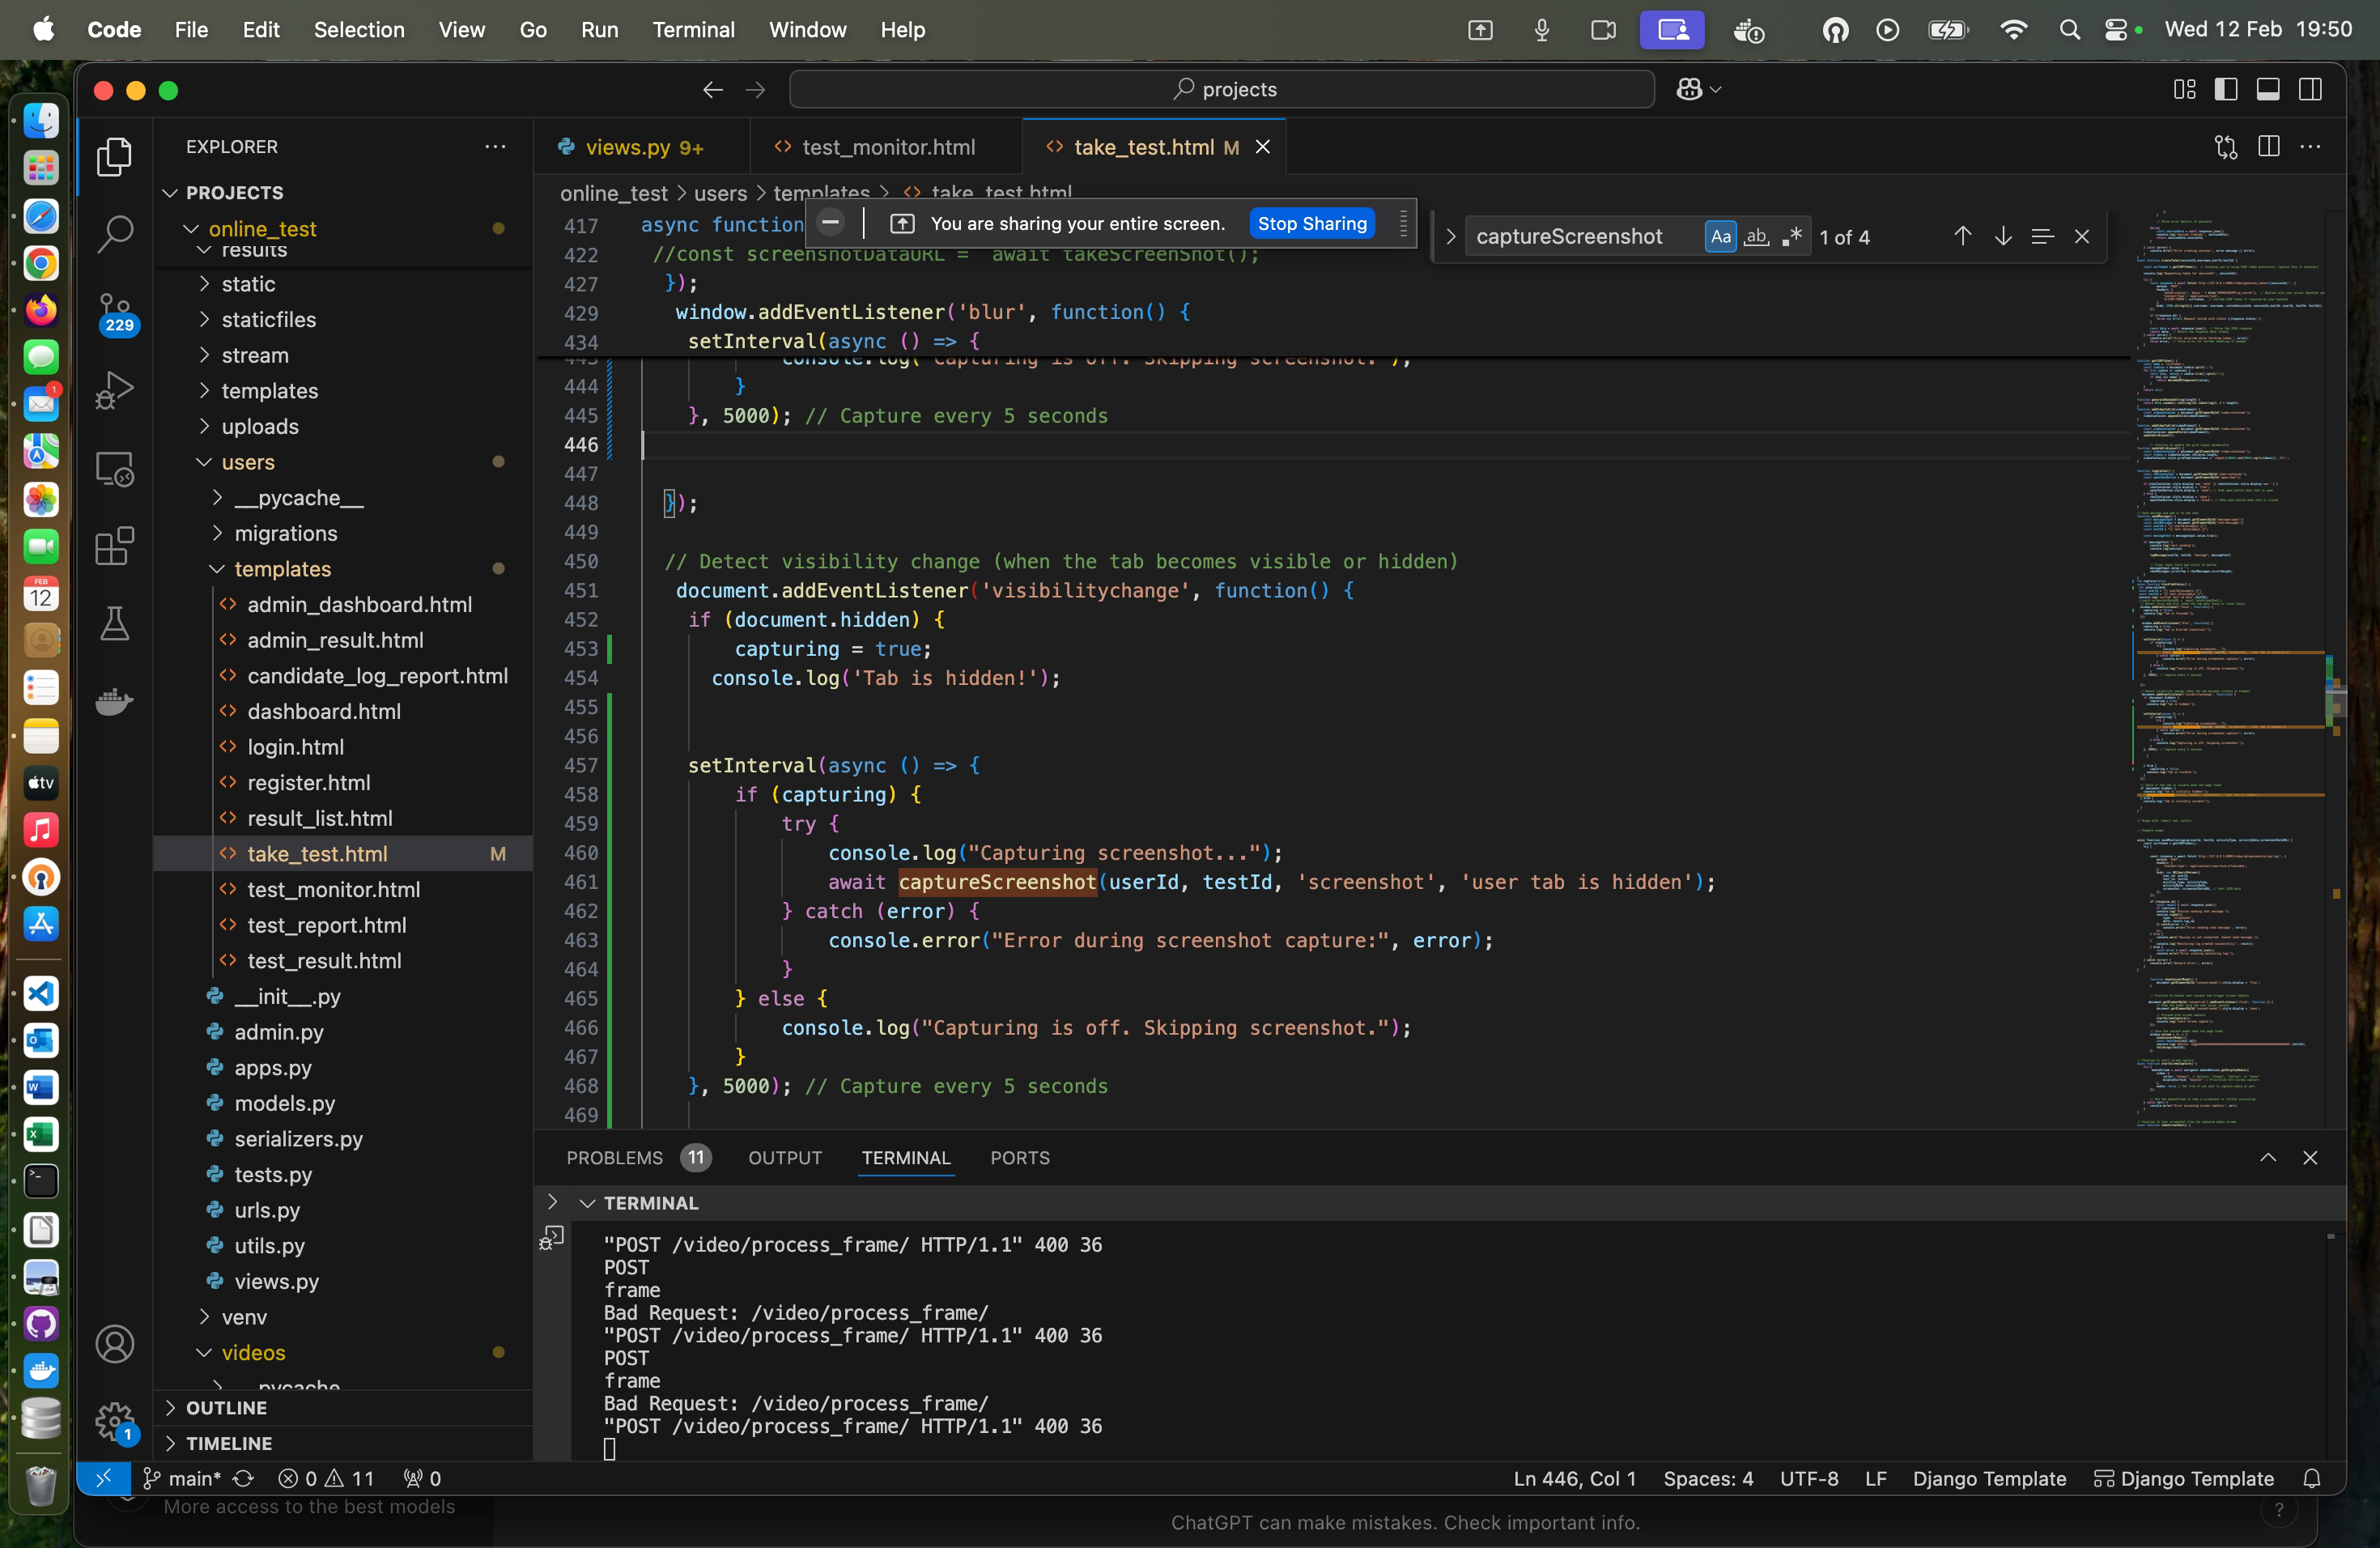 Code File Edit Selection View Go Run Terminal Window Help Wed 12 Feb 19:50
projects
EXPLORER
views.py 9+ test_monitor.html take_test.html M
PROJECTS
online_test
results
static
staticfiles
stream
templates
uploads
users
__pycache__
migrations
templates
admin_dashboard.html
admin_result.html
candidate_log_report.html
dashboard.html
login.html
register.html
result_list.html
take_test.html M
test_monitor.html
test_report.html
test_result.html
__init__.py
admin.py
apps.py
models.py
serializers.py
tests.py
urls.py
utils.py
views.py
venv
videos
__pycache__
OUTLINE
TIMELINE
229
1
1
FEB
12
tv
online_test > users > templates > take_test.html
You are sharing your entire screen. Stop Sharing
captureScreenshot Aa ab .* 1 of 4
417 async function
422 //const screenshotDataURL = await takeScreenShot();
427 });
429 window.addEventListener('blur', function() {
434 setInterval(async () => {
443 console.log("Capturing is off. Skipping screenshot.");
444 }
445 }, 5000); // Capture every 5 seconds
446
447
448 });
449
450 // Detect visibility change (when the tab becomes visible or hidden)
451 document.addEventListener('visibilitychange', function() {
452 if (document.hidden) {
453 capturing = true;
454 console.log('Tab is hidden!');
455
456
457 setInterval(async () => {
458 if (capturing) {
459 try {
460 console.log("Capturing screenshot...");
461 await captureScreenshot(userId, testId, 'screenshot', 'user tab is hidden');
462 } catch (error) {
463 console.error("Error during screenshot capture:", error);
464 }
465 } else {
466 console.log("Capturing is off. Skipping screenshot.");
467 }
468 }, 5000); // Capture every 5 seconds
469
PROBLEMS 11 OUTPUT TERMINAL PORTS
TERMINAL
"POST /video/process_frame/ HTTP/1.1" 400 36
POST
frame
Bad Request: /video/process_frame/
"POST /video/process_frame/ HTTP/1.1" 400 36
POST
frame
Bad Request: /video/process_frame/
"POST /video/process_frame/ HTTP/1.1" 400 36
main* 0 11 0 Ln 446, Col 1 Spaces: 4 UTF-8 LF Django Template Django Template
More access to the best models
ChatGPT can make mistakes. Check important info.
?